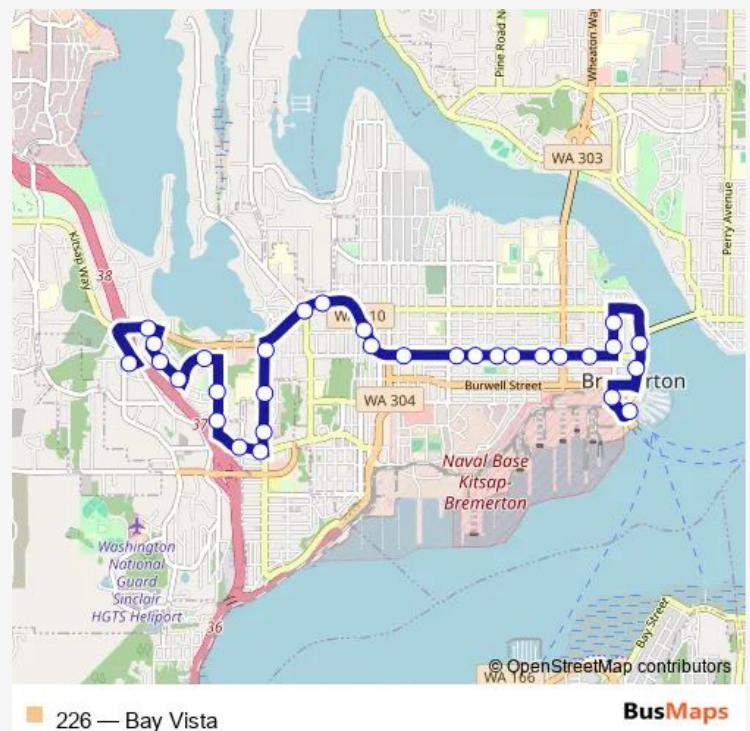 Pine Road N
Wheaton Way
WA 303
Perry Avenue
Kitsap Way
38
WA 310
Burwell Street
Bremerton
WA 304
37
Naval Base
Kitsap-
Bremerton
Washington
National
Guard
Sinclair
HGTS Heliport
36
Bay Street
© OpenStreetMap contributors
WA 166
226 — Bay Vista
BusMaps